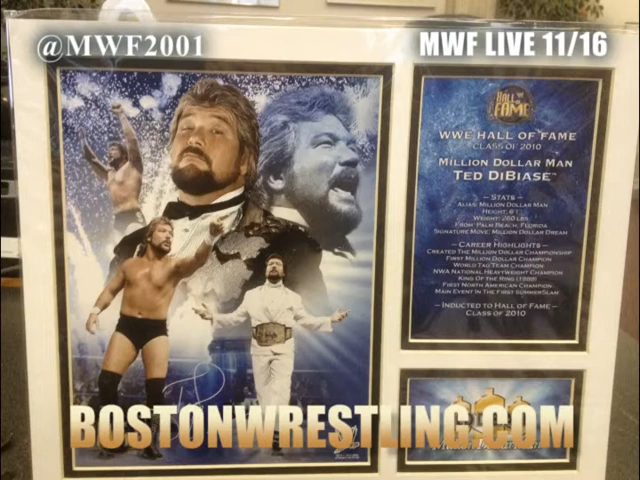 @MWF2001
MWF LIVE 11/16
HALL OF FAME
WWE HALL OF FAME
CLASS OF 2010
MILLION DOLLAR MAN
TED DIBIASE™
– STATS –
ALIAS: MILLION DOLLAR MAN
HEIGHT: 6'1"
WEIGHT: 260 LBS
FROM: PALM BEACH, FLORIDA
SIGNATURE MOVE: MILLION DOLLAR DREAM
– CAREER HIGHLIGHTS –
CREATED THE MILLION DOLLAR CHAMPIONSHIP
FIRST MILLION DOLLAR CHAMPION
WORLD TAG TEAM CHAMPION
NWA NATIONAL HEAVYWEIGHT CHAMPION
KING OF THE RING (1988)
FIRST NORTH AMERICAN CHAMPION
MAIN EVENT IN THE FIRST SUMMERSLAM
– INDUCTED TO HALL OF FAME –
CLASS OF 2010
BOSTONWRESTLING.COM